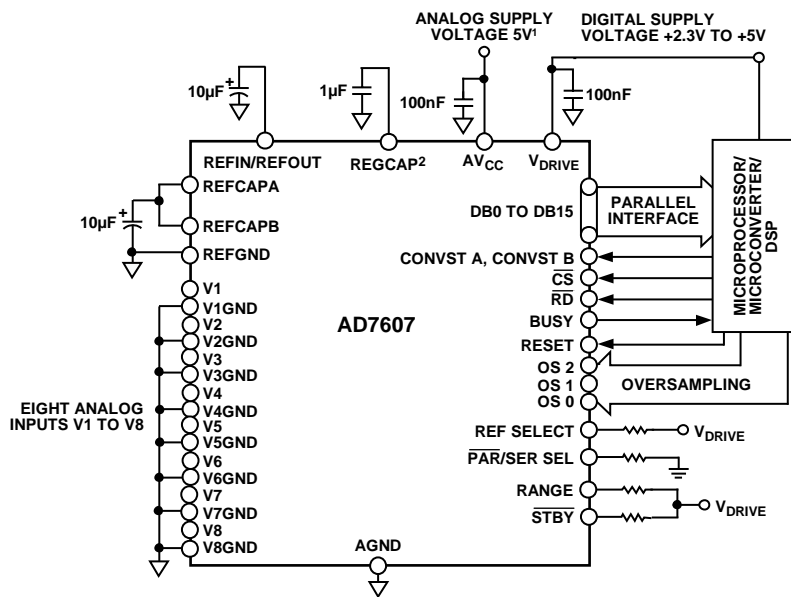 ANALOG SUPPLY
VOLTAGE 5V¹
DIGITAL SUPPLY
VOLTAGE +2.3V TO +5V
10µF
+
1µF
100nF
100nF
REFIN/REFOUT
REGCAP²
AVCC
VDRIVE
REFCAPA
REFCAPB
REFGND
10µF
+
DB0 TO DB15
PARALLEL
INTERFACE
MICROPROCESSOR/
MICROCONVERTER/
DSP
CONVST A, CONVST B
CS
RD
BUSY
RESET
OS 2
OS 1
OS 0
OVERSAMPLING
AD7607
V1
V1GND
V2
V2GND
V3
V3GND
V4
V4GND
V5
V5GND
V6
V6GND
V7
V7GND
V8
V8GND
EIGHT ANALOG
INPUTS V1 TO V8
REF SELECT
VDRIVE
PAR/SER SEL
RANGE
STBY
VDRIVE
AGND